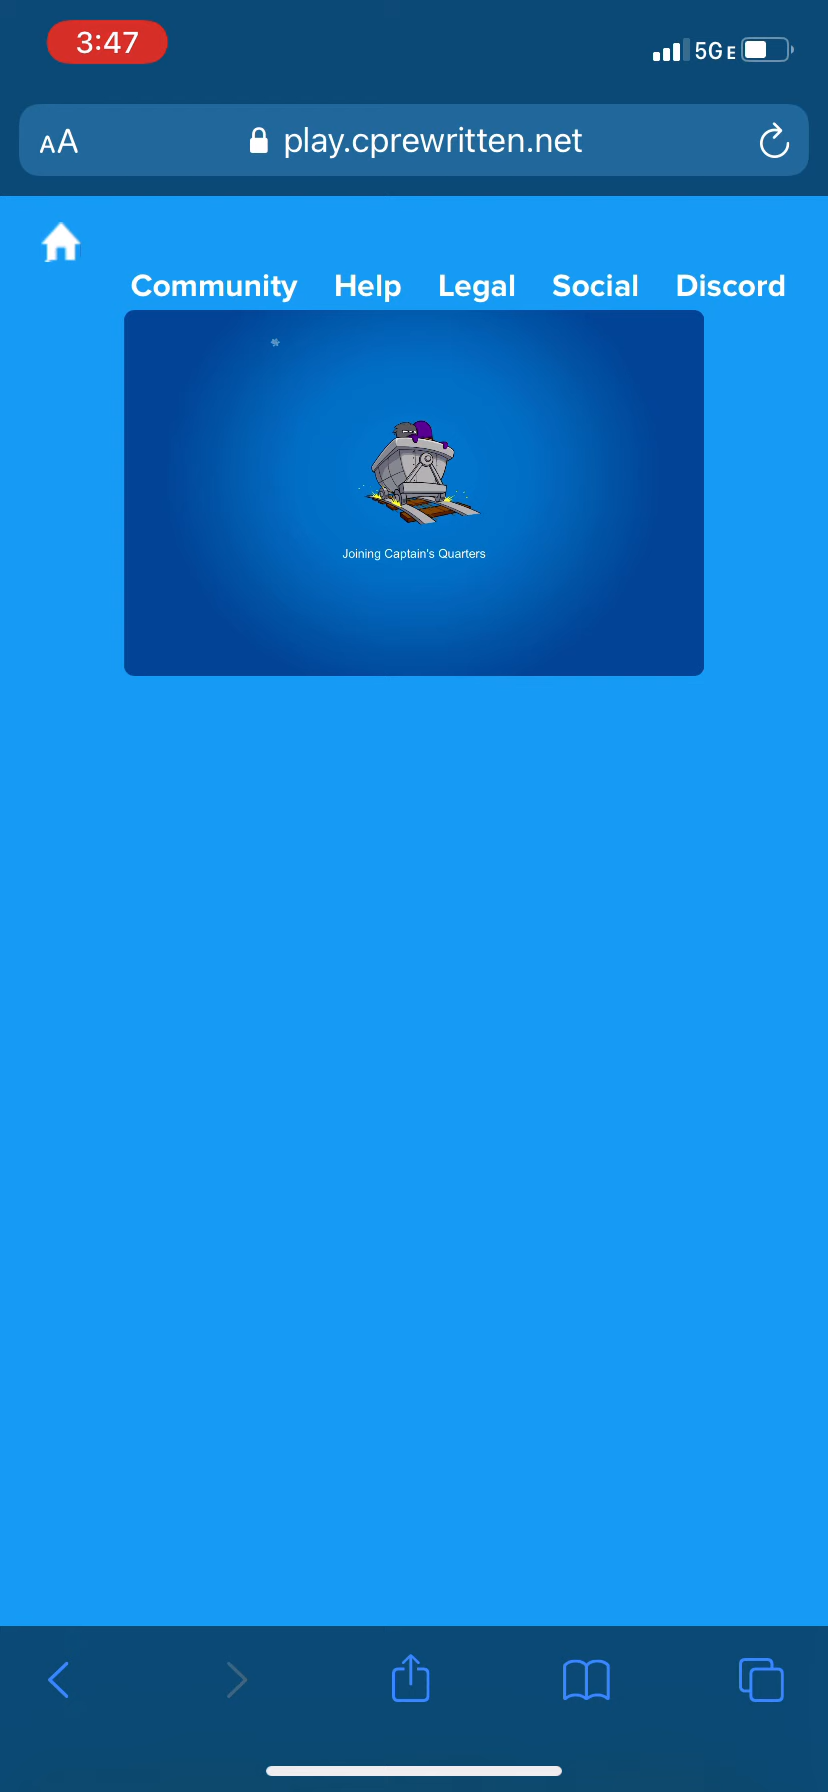 3:47
5G E
AA
play.cprewritten.net
Community Help Legal Social Discord
Joining Captain's Quarters